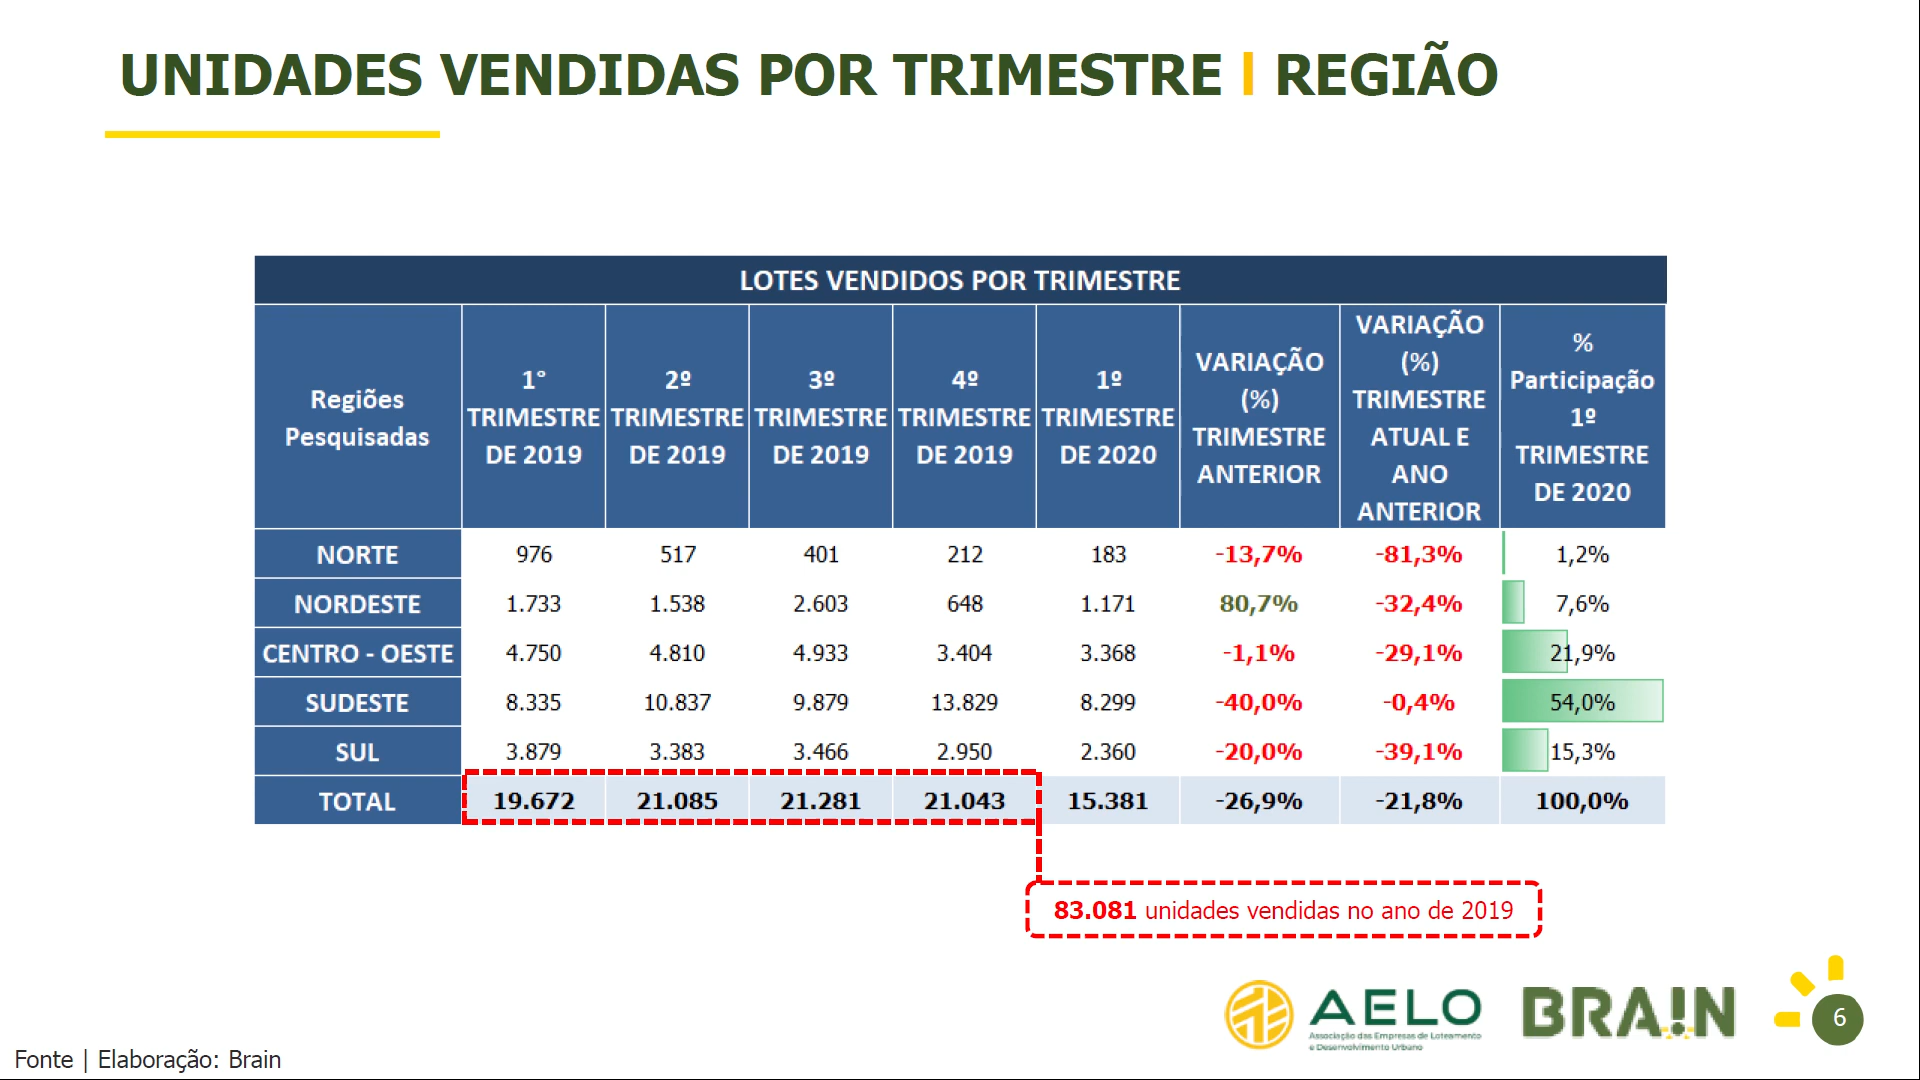 UNIDADES VENDIDAS POR TRIMESTRE | REGIÃO
LOTES VENDIDOS POR TRIMESTRE
Regiões Pesquisadas
1° TRIMESTRE DE 2019
2º TRIMESTRE DE 2019
3º TRIMESTRE DE 2019
4º TRIMESTRE DE 2019
1º TRIMESTRE DE 2020
VARIAÇÃO (%) TRIMESTRE ANTERIOR
VARIAÇÃO (%) TRIMESTRE ATUAL E ANO ANTERIOR
% Participação 1º TRIMESTRE DE 2020
NORTE 976 517 401 212 183 -13,7% -81,3% 1,2%
NORDESTE 1.733 1.538 2.603 648 1.171 80,7% -32,4% 7,6%
CENTRO - OESTE 4.750 4.810 4.933 3.404 3.368 -1,1% -29,1% 21,9%
SUDESTE 8.335 10.837 9.879 13.829 8.299 -40,0% -0,4% 54,0%
SUL 3.879 3.383 3.466 2.950 2.360 -20,0% -39,1% 15,3%
TOTAL 19.672 21.085 21.281 21.043 15.381 -26,9% -21,8% 100,0%
83.081 unidades vendidas no ano de 2019
AELO
Associação das Empresas de Loteamento
e Desenvolvimento Urbano
BRA!N
6
Fonte | Elaboração: Brain